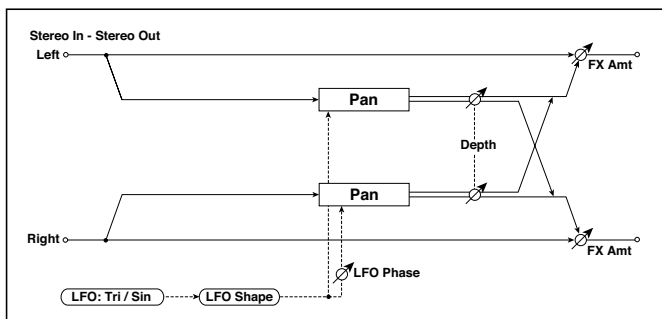 Stereo In - Stereo Out
Left
FX Amt
Pan
Depth
Pan
Right
FX Amt
LFO Phase
LFO: Tri / Sin
LFO Shape